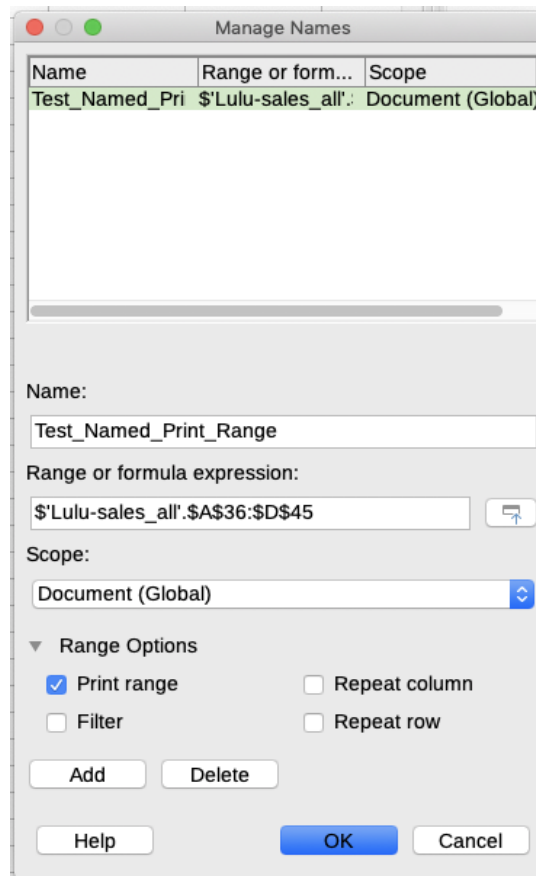 Manage Names
Name Range or form... Scope
Test_Named_Pri $'Lulu-sales_all'.: Document (Global)
Name:
Test_Named_Print_Range
Range or formula expression:
$'Lulu-sales_all'.$A$36:$D$45
Scope:
Document (Global)
Range Options
Print range Repeat column
Filter Repeat row
Add Delete
Help OK Cancel